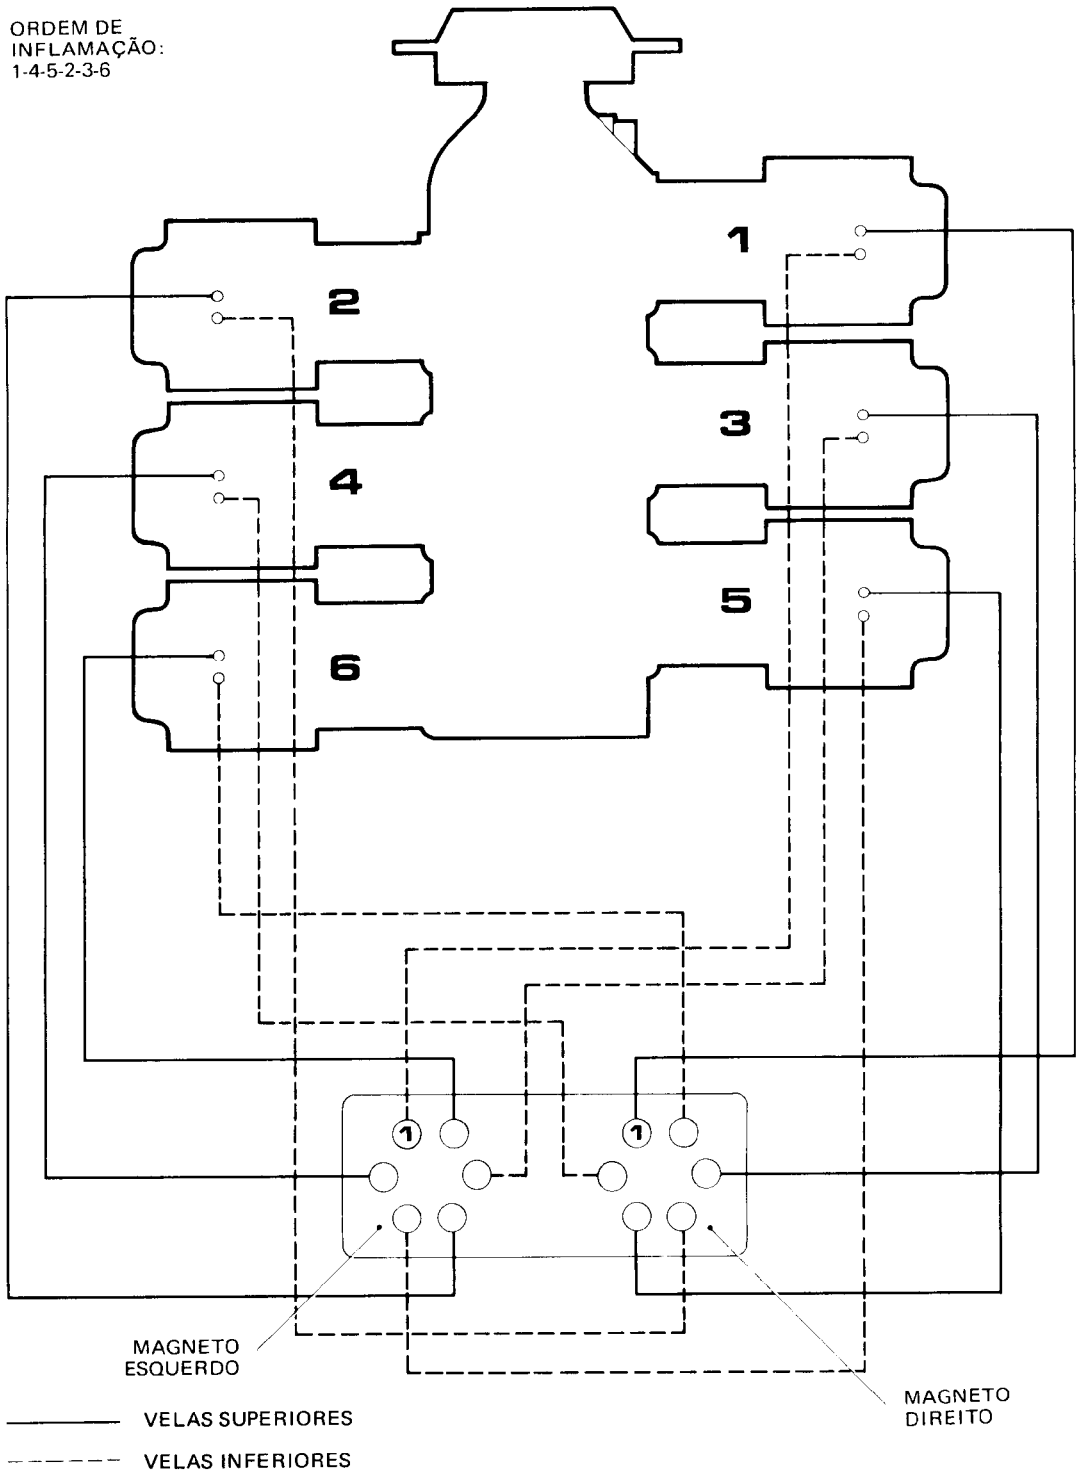 ORDEM DE
INFLAMAÇÃO:
1-4-5-2-3-6
1
2
3
4
5
6
1
1
MAGNETO
ESQUERDO
MAGNETO
DIREITO
VELAS SUPERIORES
VELAS INFERIORES